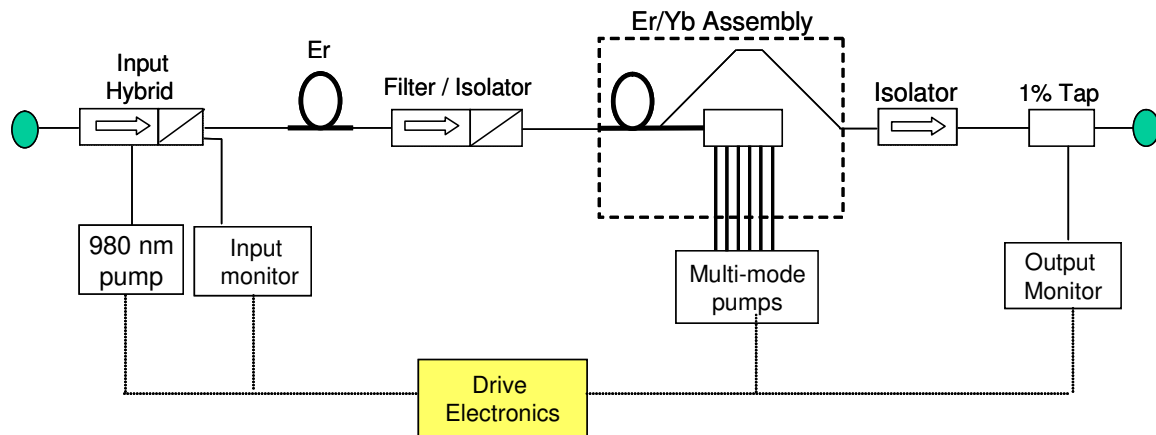 Er/Yb Assembly
Input
Hybrid
Er
Filter / Isolator
Isolator
1% Tap
980 nm
pump
Input
monitor
Multi-mode
pumps
Output
Monitor
Drive
Electronics